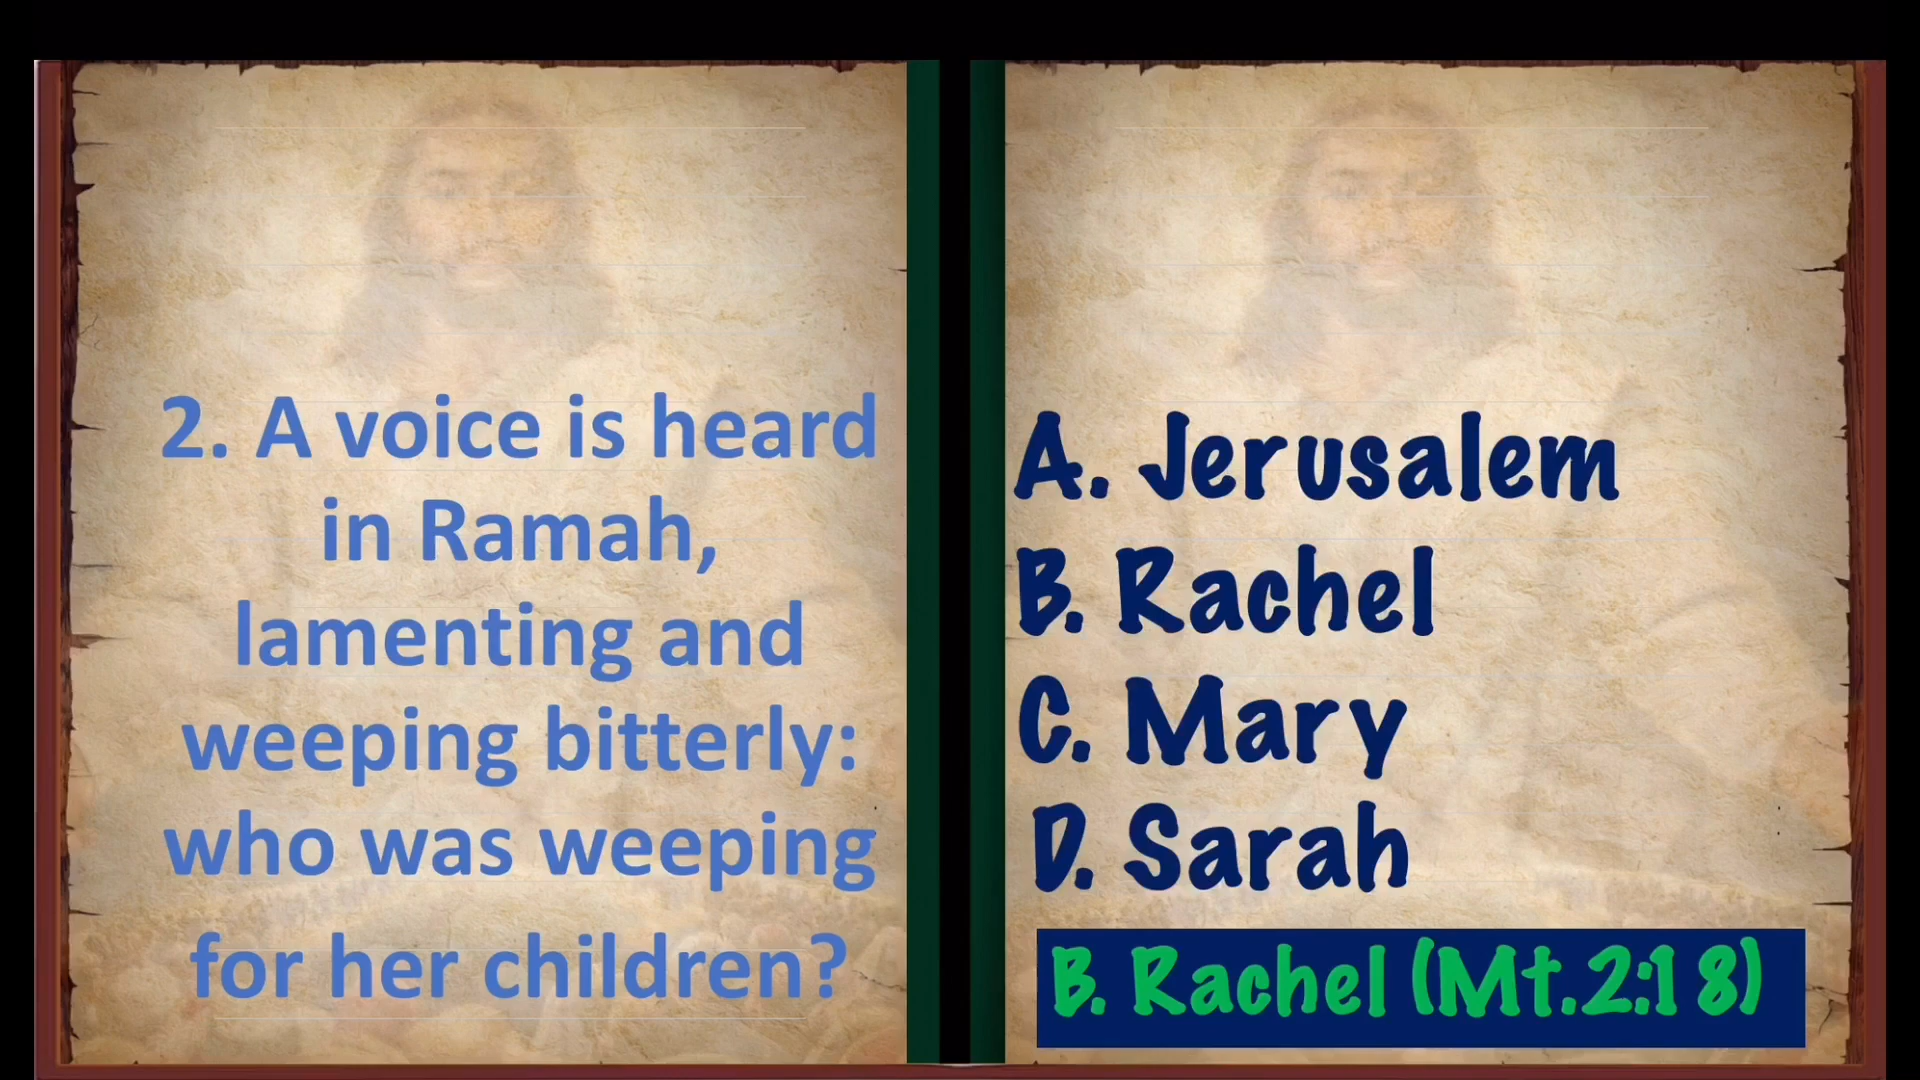 2. A voice is heard
in Ramah,
lamenting and
weeping bitterly:
who was weeping
for her children?
A. Jerusalem
B. Rachel
C. Mary
D. Sarah
B. Rachel (Mt.2:18)